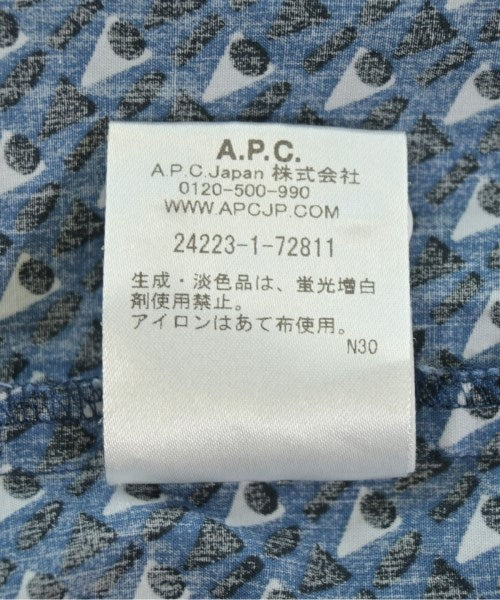 A.P.C.
A.P.C.Japan 株式会社
0120-500-990
WWW.APCJP.COM
24223-1-72811
生成・淡色品は、蛍光増白
剤使用禁止。
アイロンはあて布使用。
N30